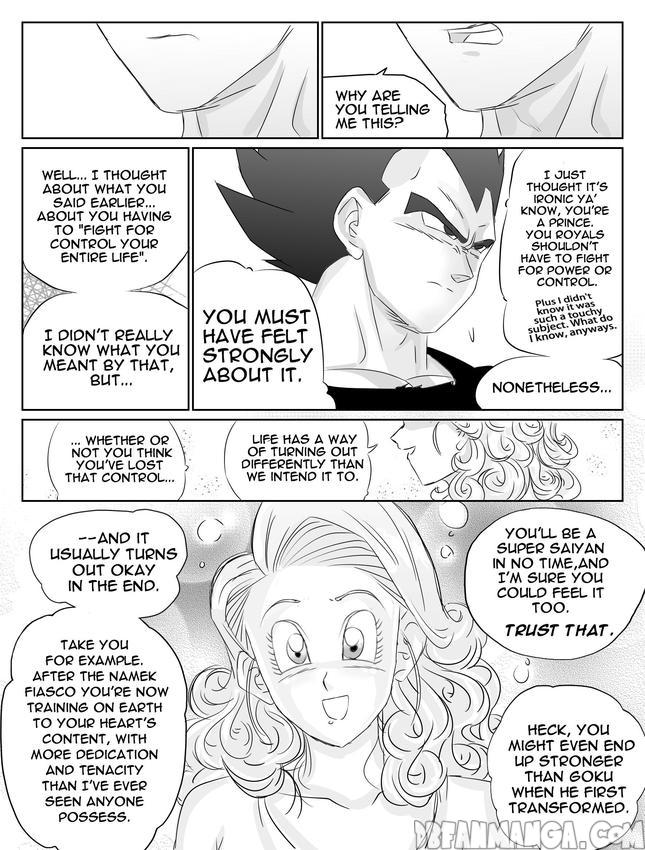 WHY ARE
YOU TELLING
ME THIS?
WELL... I THOUGHT
ABOUT WHAT YOU
SAID EARLIER...
ABOUT YOU HAVING
TO "FIGHT FOR
CONTROL YOUR
ENTIRE LIFE".
I DIDN'T REALLY
KNOW WHAT YOU
MEANT BY THAT,
BUT...
YOU MUST
HAVE FELT
STRONGLY
ABOUT IT.
I JUST
THOUGHT IT'S
IRONIC YA'
KNOW, YOU'RE
A PRINCE.
YOU ROYALS
SHOULDN'T
HAVE TO FIGHT
FOR POWER OR
CONTROL.
Plus I didn't
know it was
such a touchy
subject. What do
I know, anyways.
NONETHELESS...
... WHETHER OR
NOT YOU THINK
YOU'VE LOST
THAT CONTROL...
LIFE HAS A WAY
OF TURNING OUT
DIFFERENTLY THAN
WE INTEND IT TO.
--AND IT
USUALLY TURNS
OUT OKAY
IN THE END.
TAKE YOU
FOR EXAMPLE.
AFTER THE NAMEK
FIASCO YOU'RE NOW
TRAINING ON EARTH
TO YOUR HEART'S
CONTENT, WITH
MORE DEDICATION
AND TENACITY
THAN I'VE EVER
SEEN ANYONE
POSSESS.
YOU'LL BE A
SUPER SAIYAN
IN NO TIME,AND
I'M SURE YOU
COULD FEEL IT
TOO.
TRUST THAT.
HECK, YOU
MIGHT EVEN END
UP STRONGER
THAN GOKU
WHEN HE FIRST
TRANSFORMED.
DBFANMANGA.COM